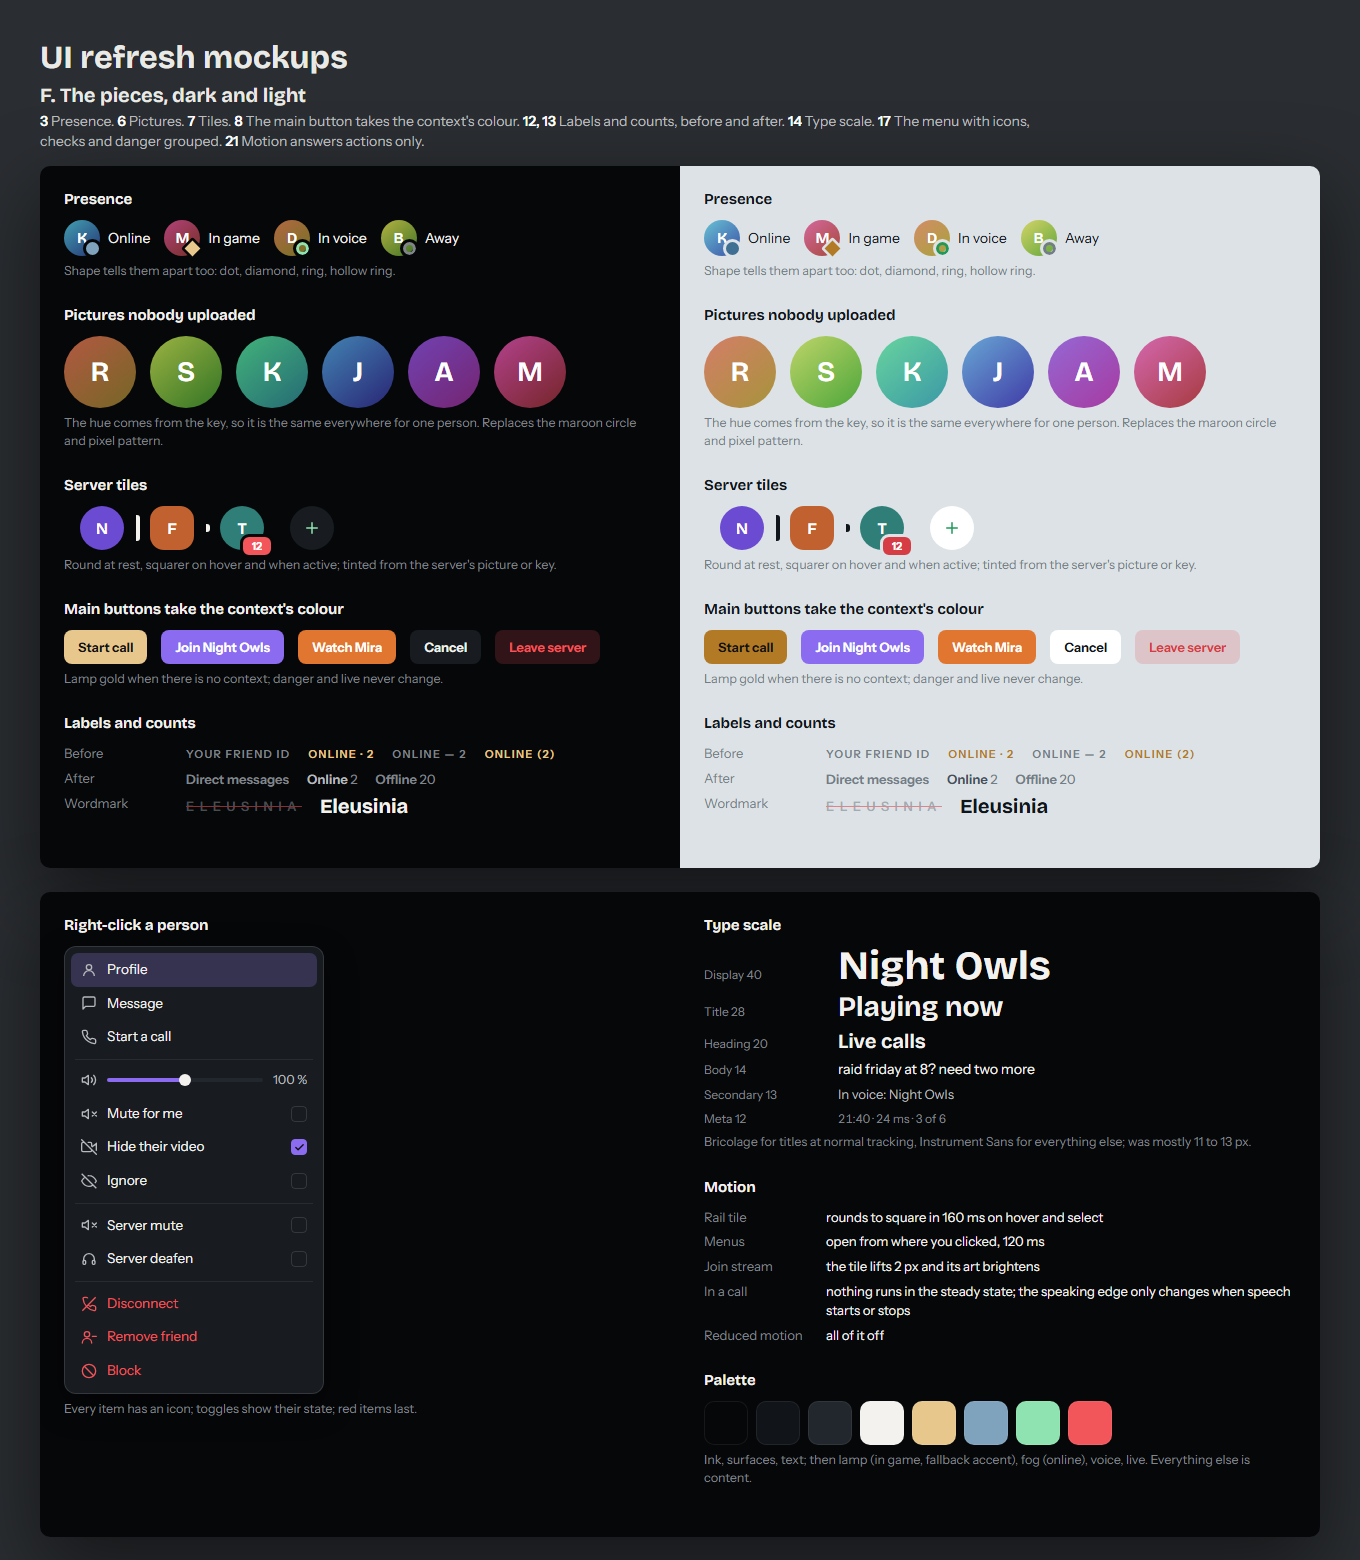 UI refresh mockups
F. The pieces, dark and light
3 Presence. 6 Pictures. 7 Tiles. 8 The main button takes the context's colour. 12, 13 Labels and counts, before and after. 14 Type scale. 17 The menu with icons,
checks and danger grouped. 21 Motion answers actions only.
Presence
K Online M In game D In voice B Away
Shape tells them apart too: dot, diamond, ring, hollow ring.
Pictures nobody uploaded
R S K J A M
The hue comes from the key, so it is the same everywhere for one person. Replaces the maroon circle
and pixel pattern.
Server tiles
N F T 12 +
Round at rest, squarer on hover and when active; tinted from the server's picture or key.
Main buttons take the context's colour
Start call Join Night Owls Watch Mira Cancel Leave server
Lamp gold when there is no context; danger and live never change.
Labels and counts
Before YOUR FRIEND ID ONLINE · 2 ONLINE — 2 ONLINE (2)
After Direct messages Online 2 Offline 20
Wordmark ELEUSINIA Eleusinia
Presence
K Online M In game D In voice B Away
Shape tells them apart too: dot, diamond, ring, hollow ring.
Pictures nobody uploaded
R S K J A M
The hue comes from the key, so it is the same everywhere for one person. Replaces the maroon circle
and pixel pattern.
Server tiles
N F T 12 +
Round at rest, squarer on hover and when active; tinted from the server's picture or key.
Main buttons take the context's colour
Start call Join Night Owls Watch Mira Cancel Leave server
Lamp gold when there is no context; danger and live never change.
Labels and counts
Before YOUR FRIEND ID ONLINE · 2 ONLINE — 2 ONLINE (2)
After Direct messages Online 2 Offline 20
Wordmark ELEUSINIA Eleusinia
Right-click a person
Profile
Message
Start a call
100 %
Mute for me
Hide their video
Ignore
Server mute
Server deafen
Disconnect
Remove friend
Block
Every item has an icon; toggles show their state; red items last.
Type scale
Display 40 Night Owls
Title 28 Playing now
Heading 20 Live calls
Body 14 raid friday at 8? need two more
Secondary 13 In voice: Night Owls
Meta 12 21:40 · 24 ms · 3 of 6
Bricolage for titles at normal tracking, Instrument Sans for everything else; was mostly 11 to 13 px.
Motion
Rail tile rounds to square in 160 ms on hover and select
Menus open from where you clicked, 120 ms
Join stream the tile lifts 2 px and its art brightens
In a call nothing runs in the steady state; the speaking edge only changes when speech
starts or stops
Reduced motion all of it off
Palette
Ink, surfaces, text; then lamp (in game, fallback accent), fog (online), voice, live. Everything else is
content.